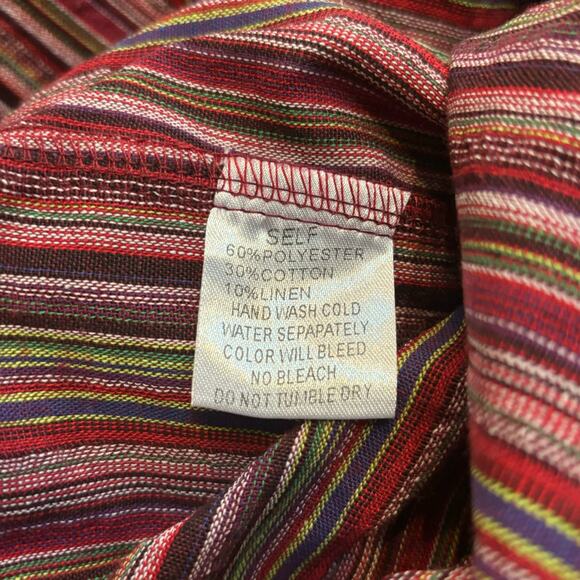 SELF
60%POLYESTER
30%COTTON
10%LINEN
HAND WASH COLD
WATER SEPAPATELY
COLOR WILL BLEED
NO BLEACH
DO NOT TUMBLE DRY